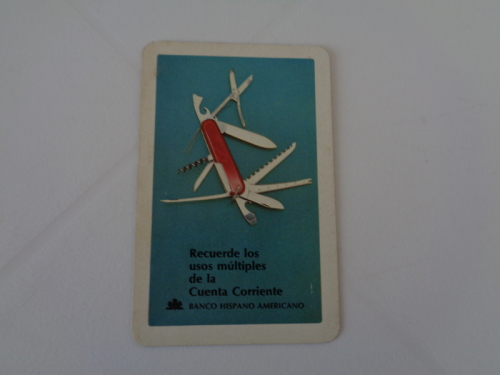 Recuerde los
usos múltiples
de la
Cuenta Corriente
BANCO HISPANO AMERICANO